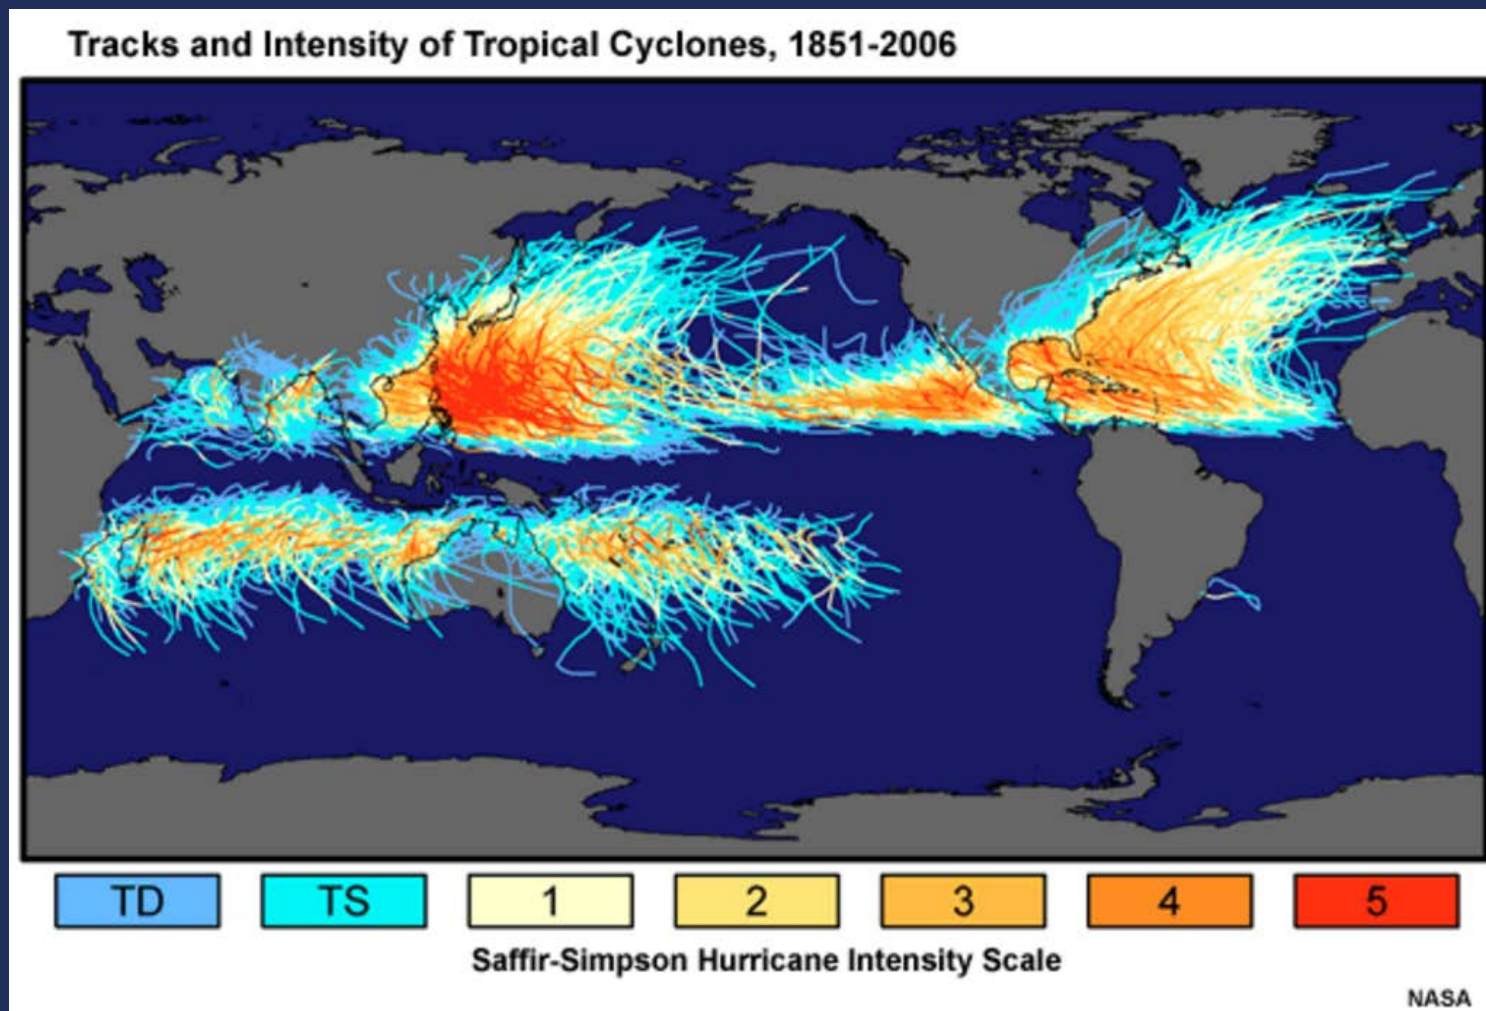 Tracks and Intensity of Tropical Cyclones, 1851-2006
TD TS 1 2 3 4 5
Saffir-Simpson Hurricane Intensity Scale
NASA